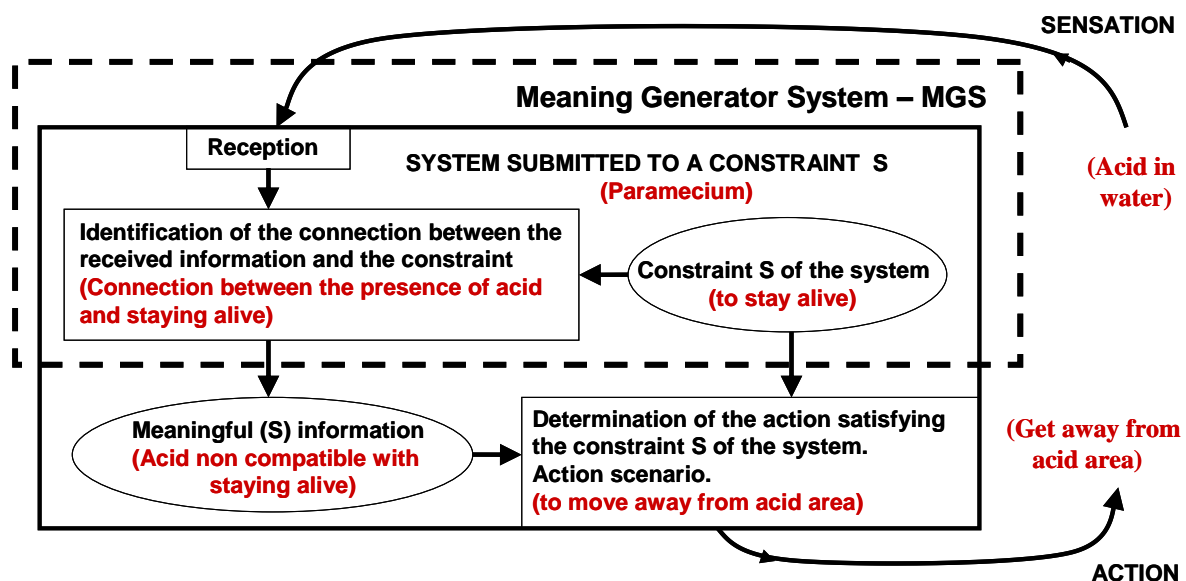 SENSATION
Meaning Generator System – MGS
Reception
SYSTEM SUBMITTED TO A CONSTRAINT S
(Paramecium)
(Acid in
water)
Identification of the connection between the
received information and the constraint
(Connection between the presence of acid
and staying alive)
Constraint S of the system
(to stay alive)
Meaningful (S) information
(Acid non compatible with
staying alive)
Determination of the action satisfying
the constraint S of the system.
Action scenario.
(to move away from acid area)
(Get away from
acid area)
ACTION